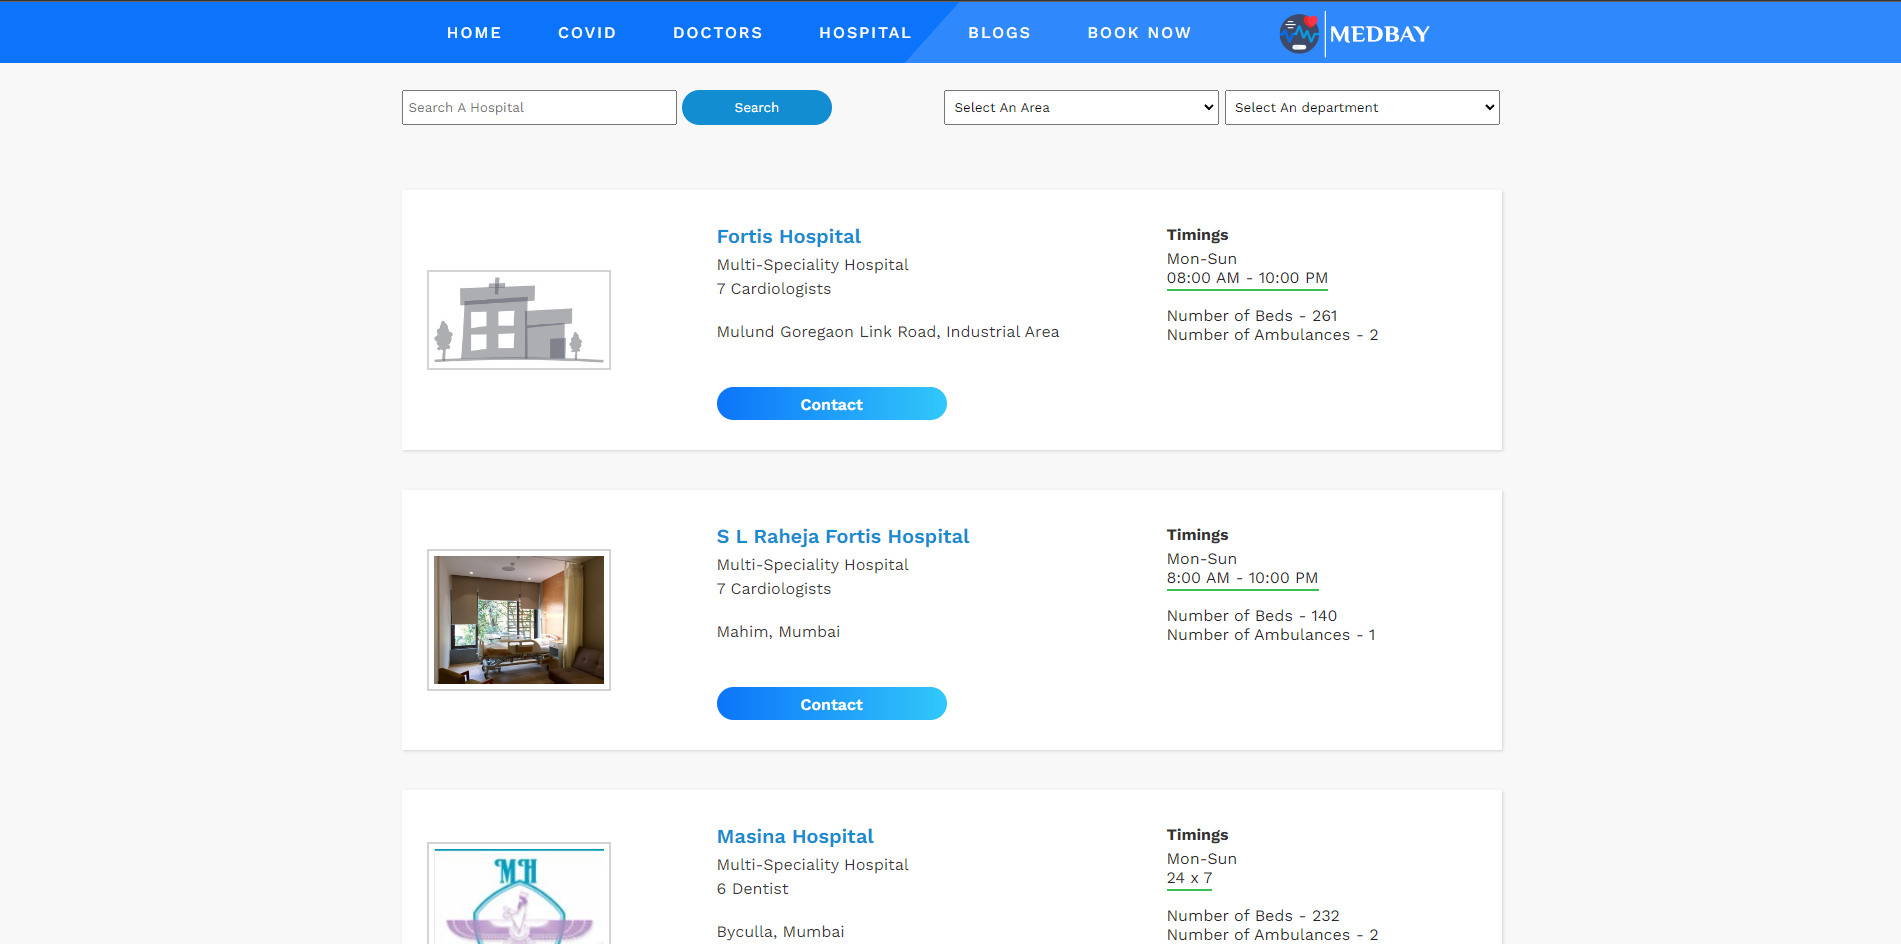 HOME COVID DOCTORS HOSPITAL BLOGS BOOK NOW MEDBAY
Search A Hospital Search Select An Area Select An department
Fortis Hospital
Multi-Speciality Hospital
7 Cardiologists
Mulund Goregaon Link Road, Industrial Area
Contact
Timings
Mon-Sun
08:00 AM - 10:00 PM
Number of Beds - 261
Number of Ambulances - 2
S L Raheja Fortis Hospital
Multi-Speciality Hospital
7 Cardiologists
Mahim, Mumbai
Contact
Timings
Mon-Sun
8:00 AM - 10:00 PM
Number of Beds - 140
Number of Ambulances - 1
MH
Masina Hospital
Multi-Speciality Hospital
6 Dentist
Byculla, Mumbai
Timings
Mon-Sun
24 x 7
Number of Beds - 232
Number of Ambulances - 2